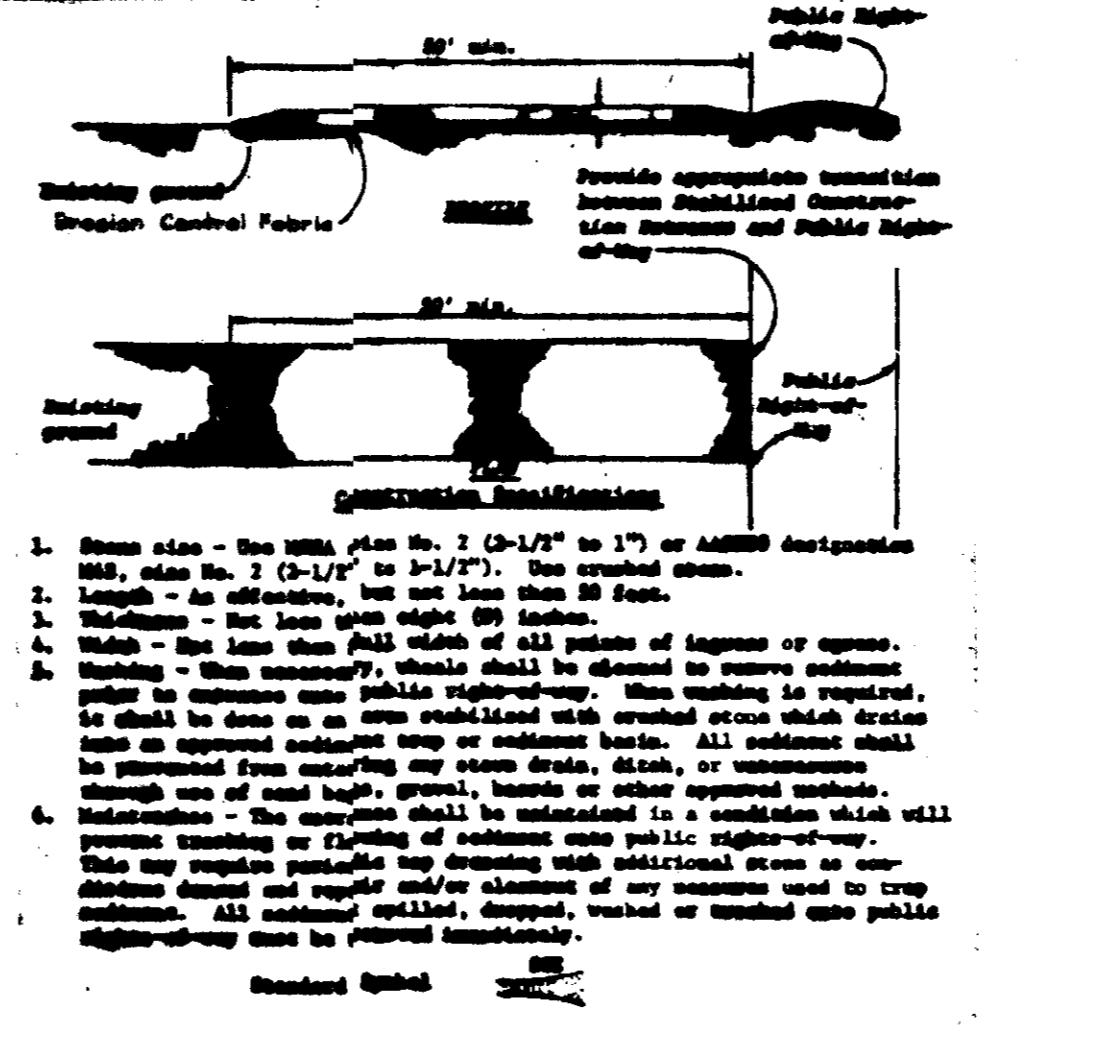 Public Right-
of-Way
50' min.
Existing ground
Erosion Control Fabric
PROFILE
Provide appropriate transition
between Stabilized Construc-
tion Entrance and Public Right-
of-Way
50' min.
Existing
ground
Public
Right-of-
Way
PLAN
Construction Specifications
1. Stone size - Use size No. 2 (2-1/2" to 1") or designation
M43, size No. 2 (2-1/2" to 1-1/2"). Use crushed stone.
2. Length - As effective, but not less than 50 feet.
3. Thickness - Not less than eight (8) inches.
4. Width - Not less than full width of all points of ingress or egress.
5. Washing - When necessary, wheels shall be cleaned to remove sediment
prior to entrance onto public right-of-way. When washing is required,
it shall be done on an area stabilized with crushed stone which drains
into an approved sediment trap or sediment basin. All sediment shall
be prevented from entering any storm drain, ditch, or watercourse
through use of sand bags, gravel, boards or other approved methods.
6. Maintenance - The entrance shall be maintained in a condition which will
prevent tracking or flowing of sediment onto public rights-of-way.
This may require periodic top dressing with additional stone as con-
ditions demand and repair and/or cleanout of any measures used to trap
sediment. All sediment spilled, dropped, washed or tracked onto public
rights-of-way must be removed immediately.
Standard Symbol